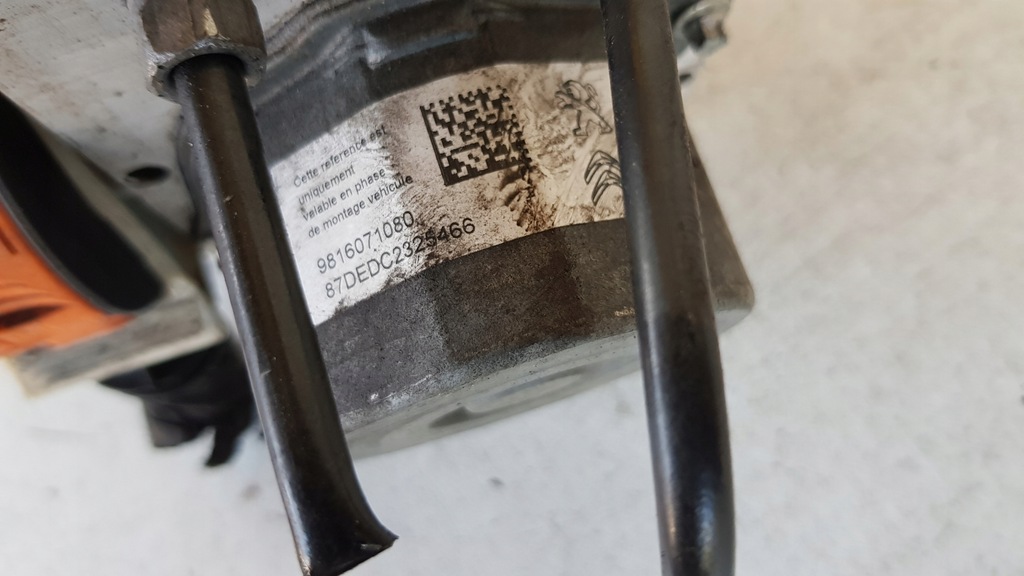 Cette reference est
uniquement
valable en phase
de montage vehicule
9816071080
87DEDC2325466